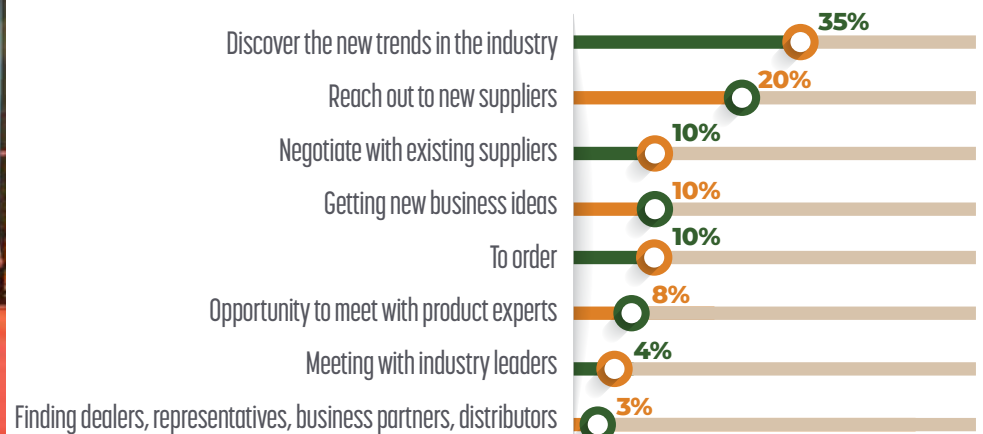 Discover the new trends in the industry 35%
Reach out to new suppliers 20%
Negotiate with existing suppliers 10%
Getting new business ideas 10%
To order 10%
Opportunity to meet with product experts 8%
Meeting with industry leaders 4%
Finding dealers, representatives, business partners, distributors 3%